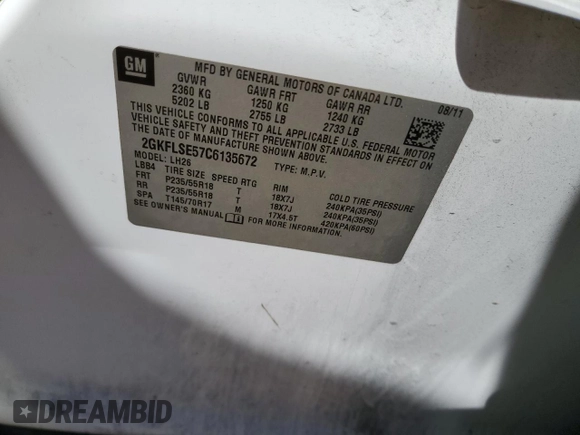 GM
MFD BY GENERAL MOTORS OF CANADA LTD.
08/11
GVWR GAWR FRT GAWR RR
2360 KG 1250 KG 1240 KG
5202 LB 2755 LB 2733 LB
THIS VEHICLE CONFORMS TO ALL APPLICABLE U.S. FEDERAL MOTOR
VEHICLE SAFETY AND THEFT PREVENTION STANDARDS IN EFFECT ON
THE DATE OF MANUFACTURE SHOWN ABOVE.
2GKFLSE57C6135672 TYPE: M.P.V.
MODEL: LH26
LB84 TIRE SIZE SPEED RTG RIM COLD TIRE PRESSURE
FRT P235/55R18 T 18X7J 240KPA(35PSI)
RR P235/55R18 T 18X7J 240KPA(35PSI)
T145/70R17 M 17X4.5T 420KPA(60PSI)
SEE OWNER'S MANUAL FOR MORE INFORMATION.
DREAMBID